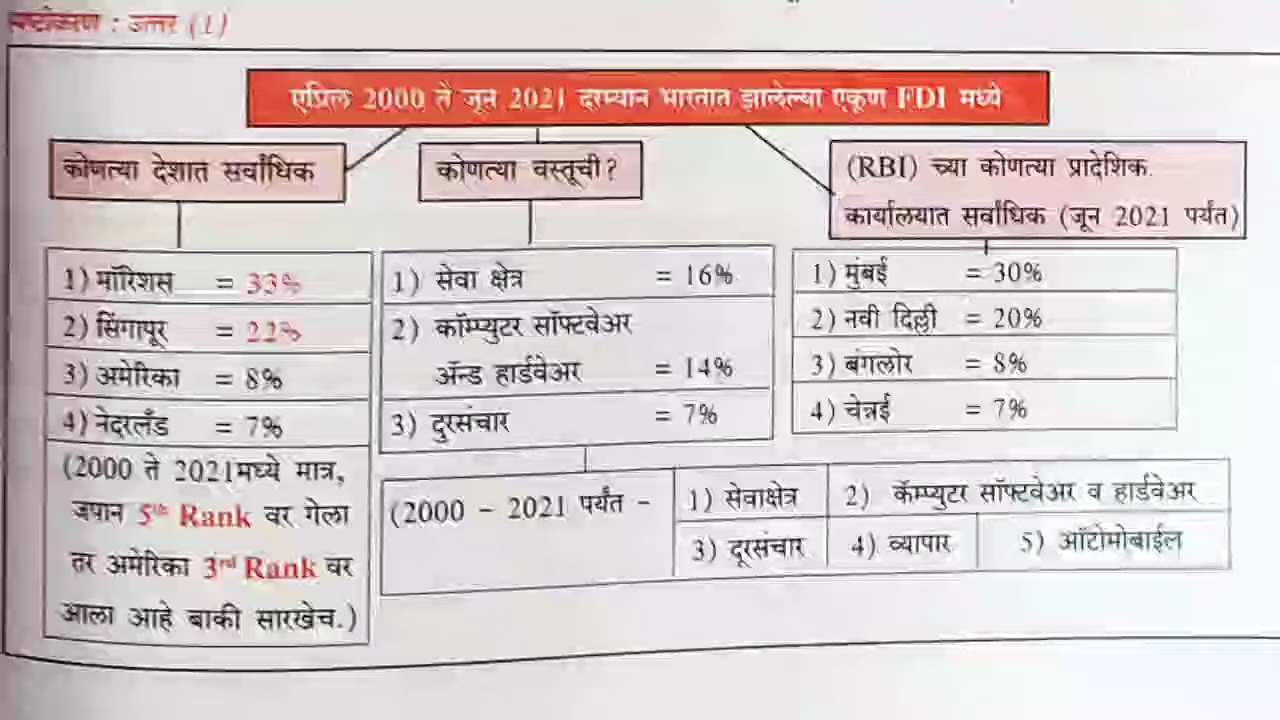 स्पष्टीकरण : उत्तर (1)
एप्रिल 2000 ते जून 2021 दरम्यान भारतात झालेल्या एकूण FDI मध्ये
कोणत्या देशात सर्वाधिक
1) मॉरिशस = 33%
2) सिंगापूर = 22%
3) अमेरिका = 8%
4) नेदरलँड = 7%
(2000 ते 2021मध्ये मात्र,
जपान 5th Rank वर गेला
तर अमेरिका 3rd Rank वर
आला आहे बाकी सारखेच.)
कोणत्या वस्तूची?
1) सेवा क्षेत्र = 16%
2) कॉम्प्युटर सॉफ्टवेअर
ॲन्ड हार्डवेअर = 14%
3) दुरसंचार = 7%
(RBI) च्या कोणत्या प्रादेशिक
कार्यालयात सर्वाधिक (जून 2021 पर्यंत)
1) मुंबई = 30%
2) नवी दिल्ली = 20%
3) बंगलोर = 8%
4) चेन्नई = 7%
(2000 – 2021 पर्यंत -
1) सेवाक्षेत्र 2) कॅम्प्युटर सॉफ्टवेअर व हार्डवेअर
3) दूरसंचार 4) व्यापार 5) ऑटोमोबाईल